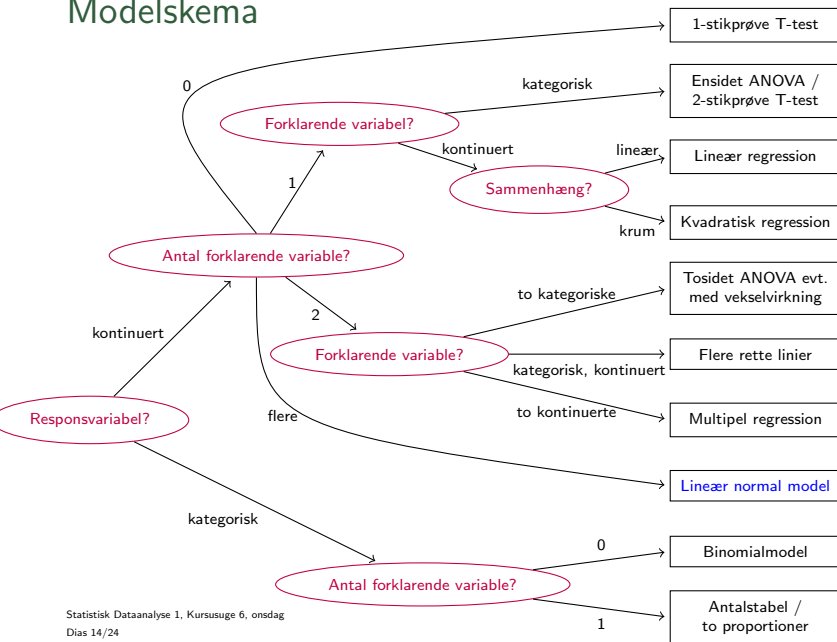 Modelskema
0
1-stikprøve T-test
kategorisk
Ensidet ANOVA /
2-stikprøve T-test
Forklarende variabel?
kontinuert
lineær
Lineær regression
1
Sammenhæng?
krum
Kvadratisk regression
Antal forklarende variable?
to kategoriske
Tosidet ANOVA evt.
med vekselvirkning
2
kontinuert
Forklarende variable?
kategorisk, kontinuert
Flere rette linier
to kontinuerte
Multipel regression
Responsvariabel?
flere
Lineær normal model
kategorisk
0
Binomialmodel
Antal forklarende variable?
1
Antalstabel /
to proportioner
Statistisk Dataanalyse 1, Kursusuge 6, onsdag
Dias 14/24